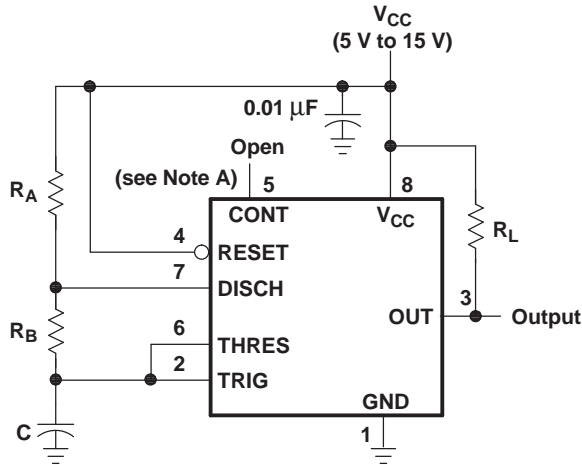 VCC
(5 V to 15 V)
0.01 μF
Open
(see Note A)
5
8
RA
CONT
VCC
RL
4
RESET
7
DISCH
3
OUT
Output
RB
6
THRES
2
TRIG
GND
C
1